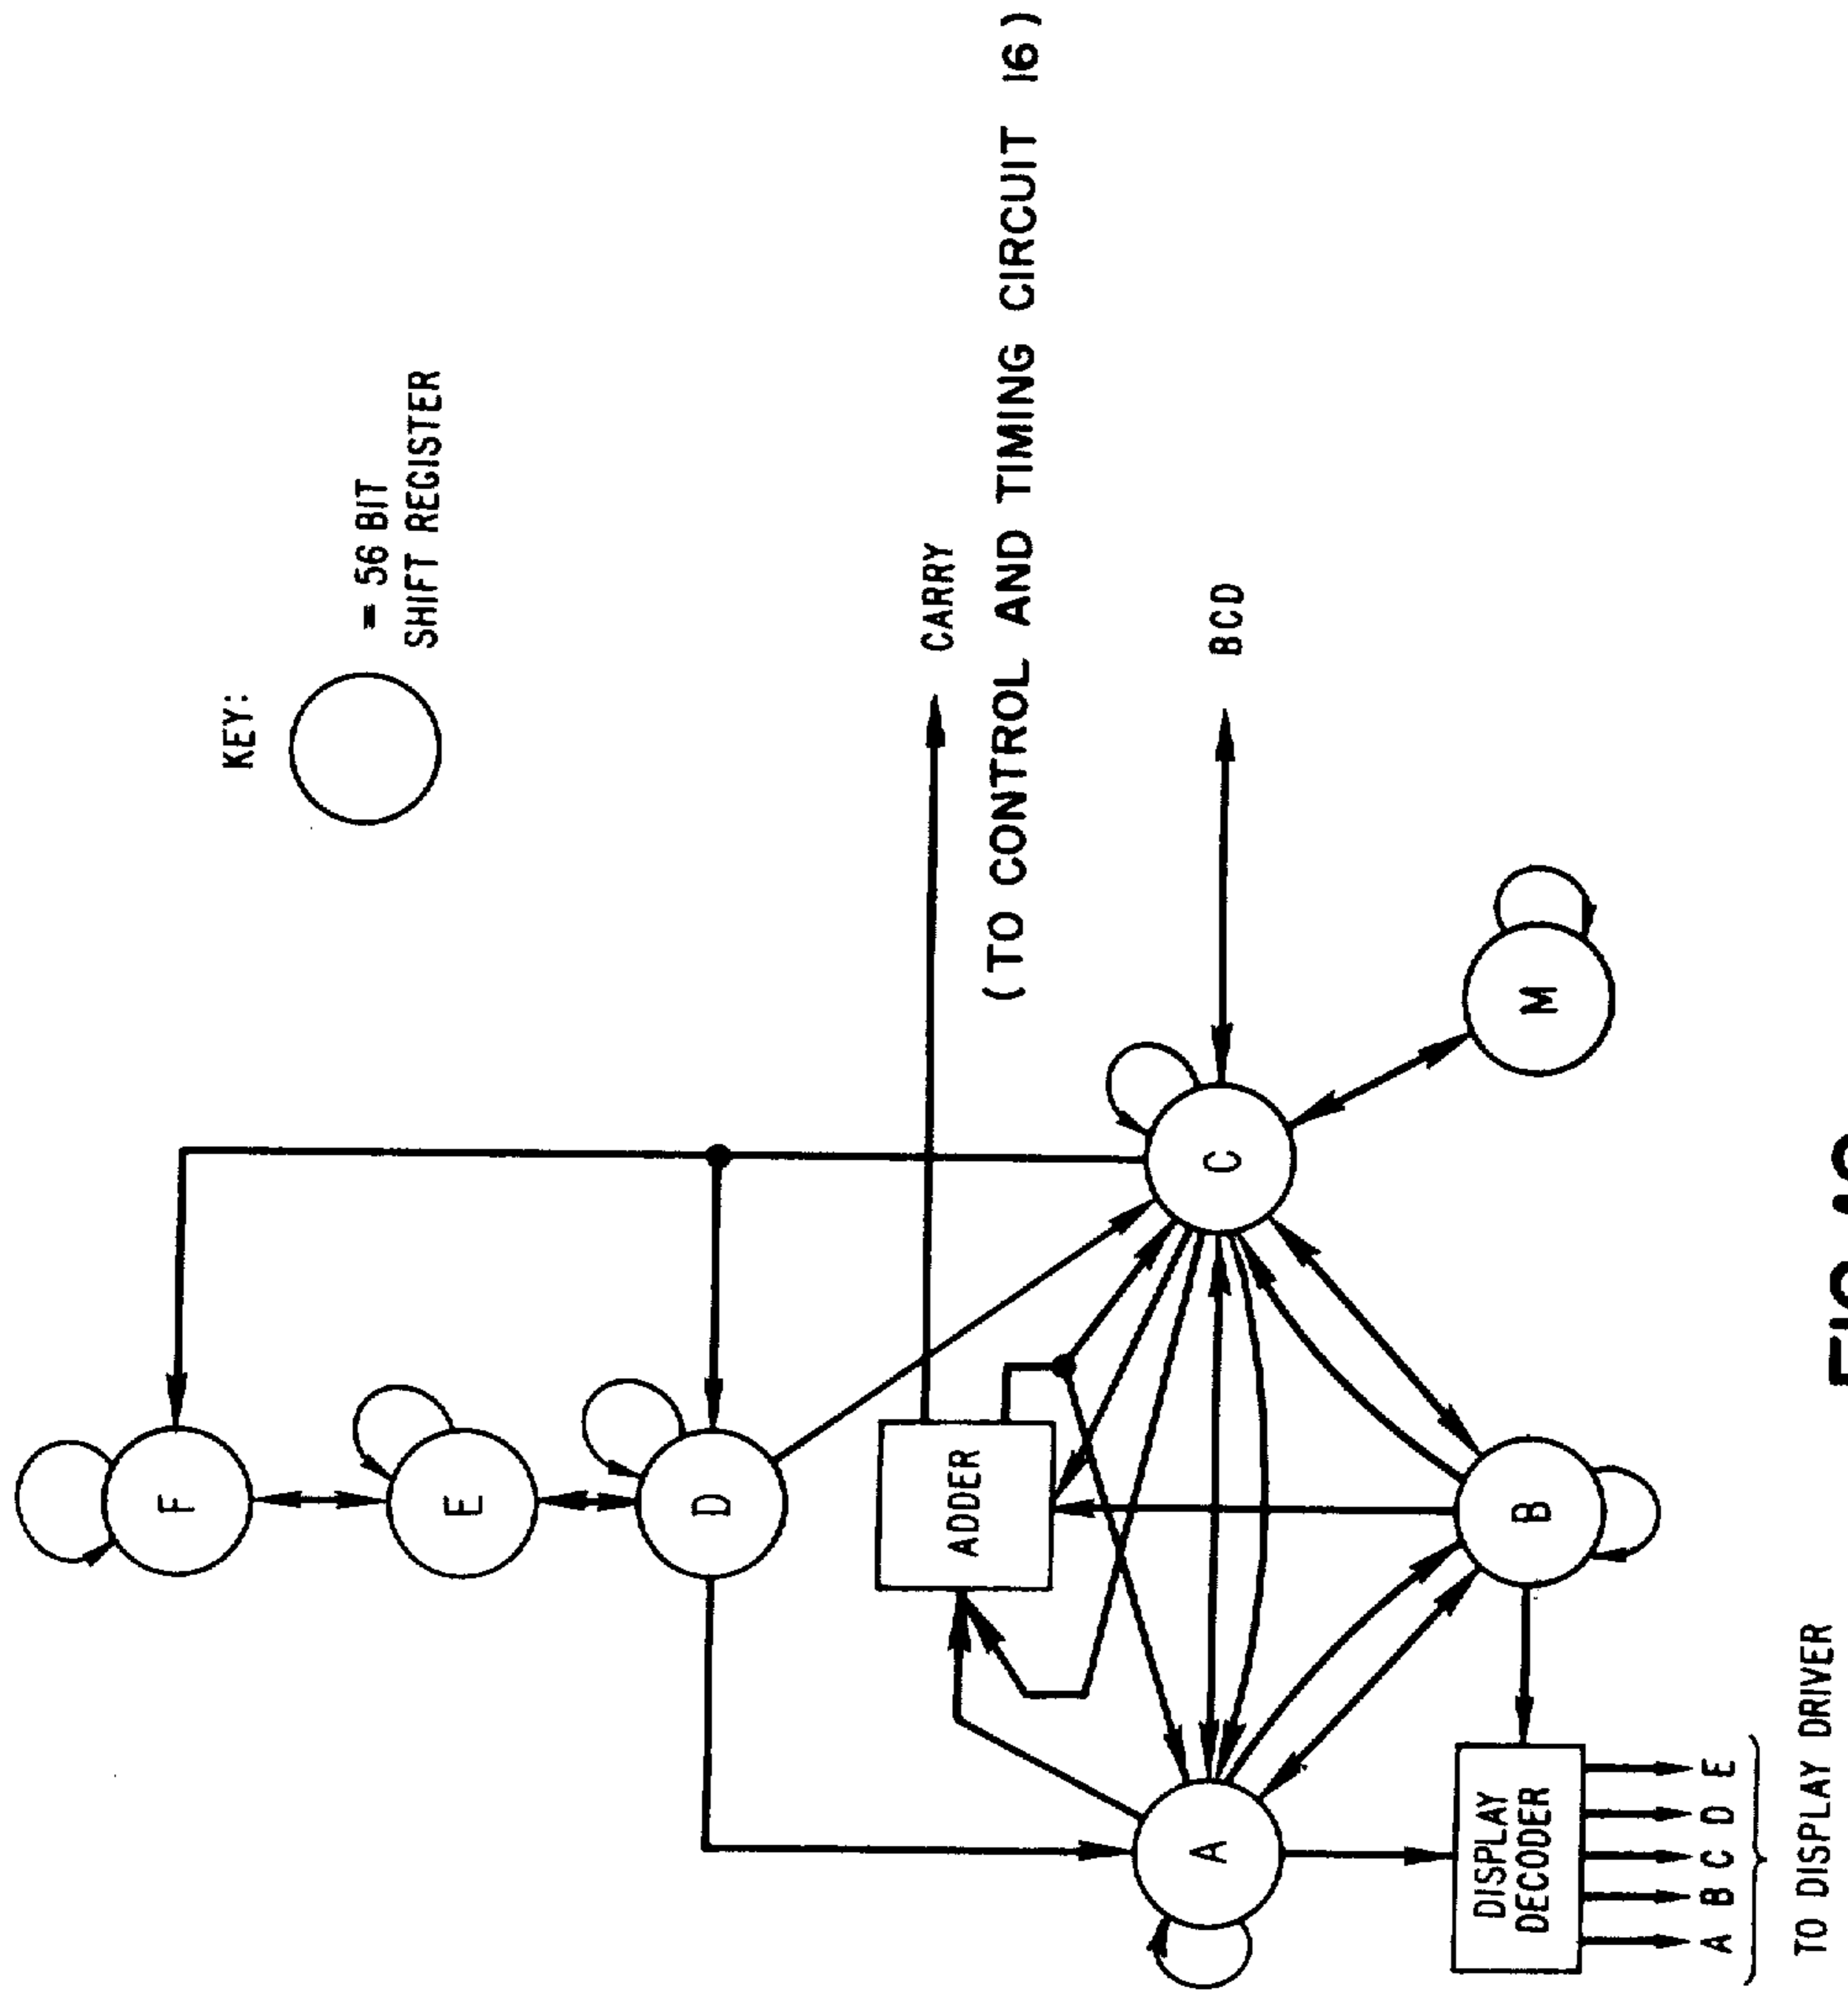 F
KEY:
= 56 BIT
SHIFT REGISTER
E
D
ADDER
CARRY
(TO CONTROL AND TIMING CIRCUIT 16)
A
C
BCD
B
M
DISPLAY
DECODER
A B C D E
TO DISPLAY DRIVER